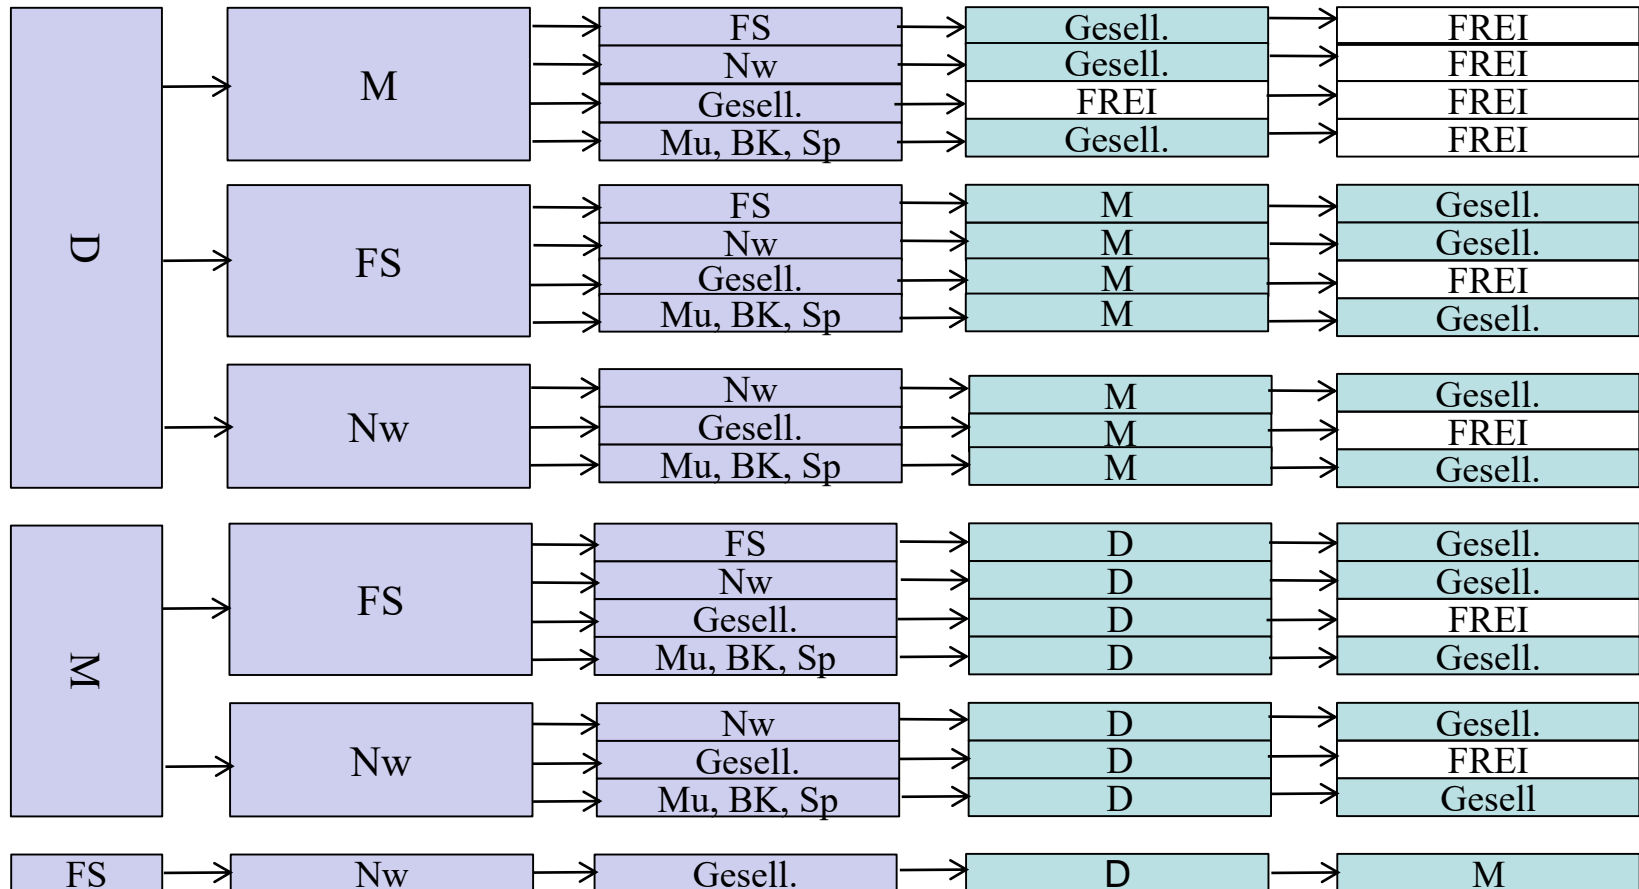 D
M
FS Gesell. FREI
Nw Gesell. FREI
Gesell. FREI FREI
Mu, BK, Sp Gesell. FREI
FS
FS M Gesell.
Nw M Gesell.
Gesell. M FREI
Mu, BK, Sp M Gesell.
Nw
Nw M Gesell.
Gesell. M FREI
Mu, BK, Sp M Gesell.
M
FS
FS D Gesell.
Nw D Gesell.
Gesell. D FREI
Mu, BK, Sp D Gesell.
Nw
Nw D Gesell.
Gesell. D FREI
Mu, BK, Sp D Gesell
FS Nw Gesell. D M